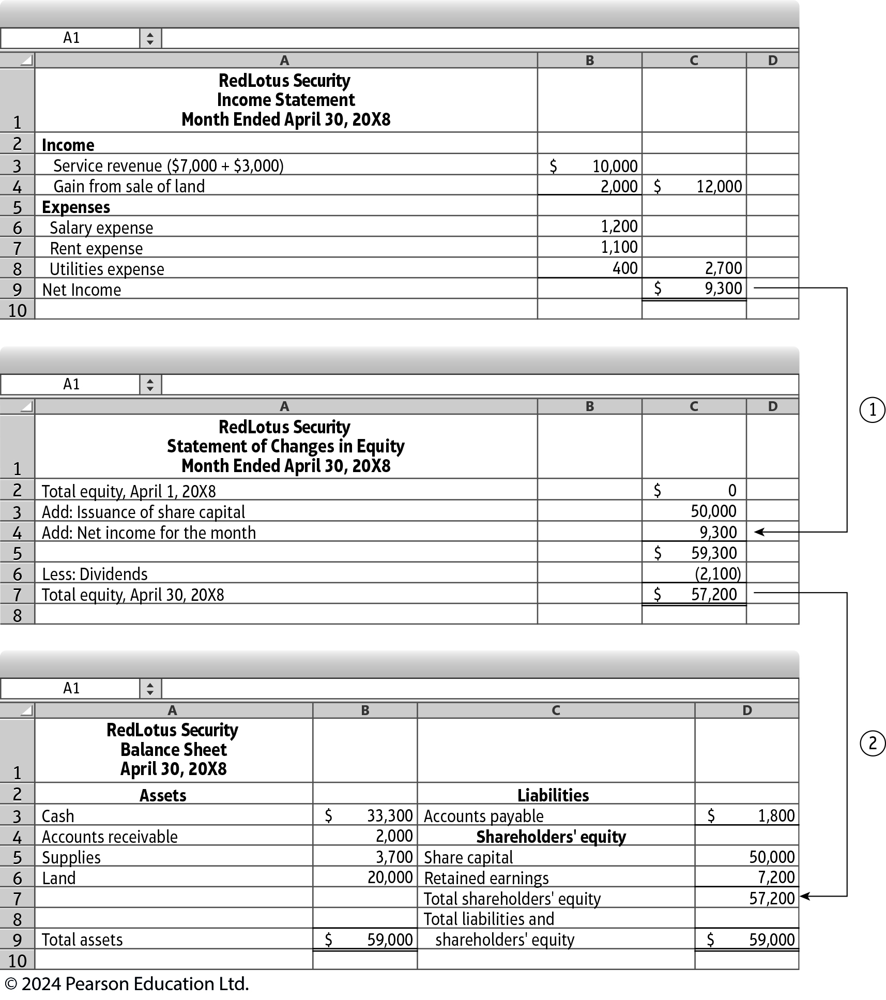 A1
A B C D
1 RedLotus Security
Income Statement
Month Ended April 30, 20X8
2 Income
3 Service revenue ($7,000 + $3,000) $ 10,000
4 Gain from sale of land 2,000 $ 12,000
5 Expenses
6 Salary expense 1,200
7 Rent expense 1,100
8 Utilities expense 400 2,700
9 Net Income $ 9,300
10
1
A1
A B C D
1 RedLotus Security
Statement of Changes in Equity
Month Ended April 30, 20X8
2 Total equity, April 1, 20X8 $ 0
3 Add: Issuance of share capital 50,000
4 Add: Net income for the month 9,300
5 $ 59,300
6 Less: Dividends (2,100)
7 Total equity, April 30, 20X8 $ 57,200
8
2
A1
A B C D
1 RedLotus Security
Balance Sheet
April 30, 20X8
2 Assets Liabilities
3 Cash $ 33,300 Accounts payable $ 1,800
4 Accounts receivable 2,000 Shareholders' equity
5 Supplies 3,700 Share capital 50,000
6 Land 20,000 Retained earnings 7,200
7 Total shareholders' equity 57,200
8 Total liabilities and
9 Total assets $ 59,000 shareholders' equity $ 59,000
10
© 2024 Pearson Education Ltd.